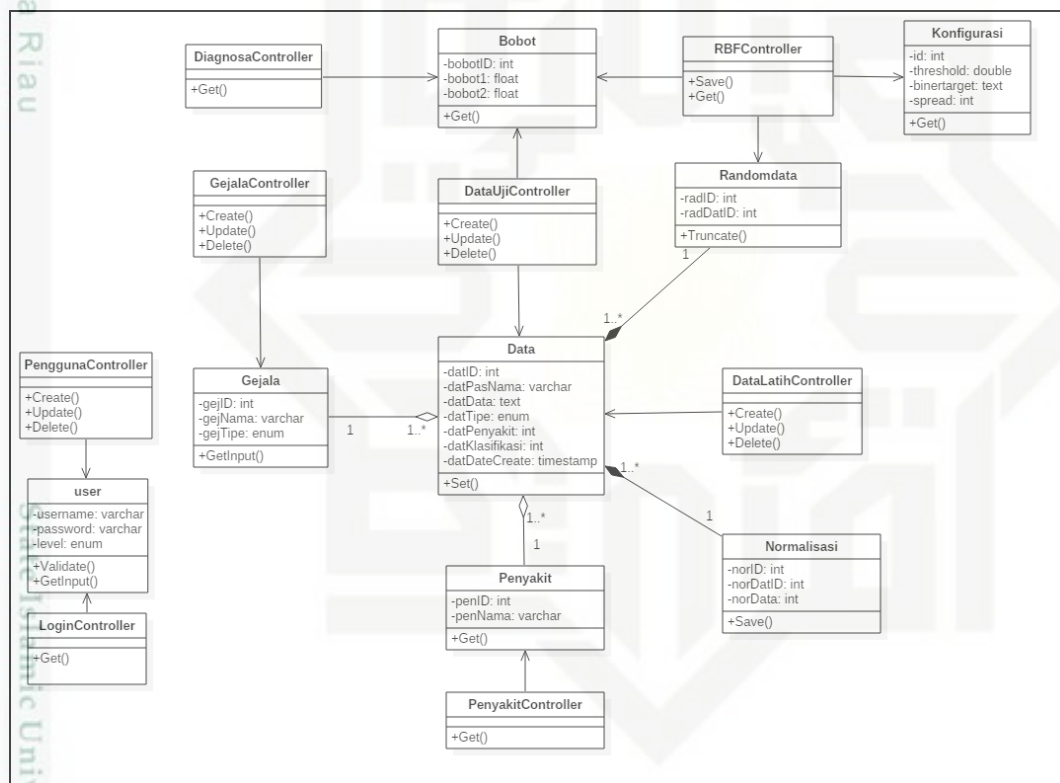 a Riau
State Islamic Univ
DiagnosaController
+Get()
Bobot
-bobotID: int
-bobot1: float
-bobot2: float
+Get()
RBFController
+Save()
+Get()
Konfigurasi
-id: int
-threshold: double
-binertarget: text
-spread: int
+Get()
GejalaController
+Create()
+Update()
+Delete()
DataUjiController
+Create()
+Update()
+Delete()
Randomdata
-radID: int
-radDatID: int
+Truncate()
1
1..*
PenggunaController
+Create()
+Update()
+Delete()
Gejala
-gejID: int
-gejNama: varchar
-gejTipe: enum
+GetInput()
1
1..*
Data
-datID: int
-datPasNama: varchar
-datData: text
-datTipe: enum
-datPenyakit: int
-datKlasifikasi: int
-datDateCreate: timestamp
+Set()
DataLatihController
+Create()
+Update()
+Delete()
1..*
1
user
-username: varchar
-password: varchar
-level: enum
+Validate()
+GetInput()
1..*
1
Normalisasi
-norID: int
-norDatID: int
-norData: int
+Save()
Penyakit
-penID: int
-penNama: varchar
+Get()
LoginController
+Get()
PenyakitController
+Get()